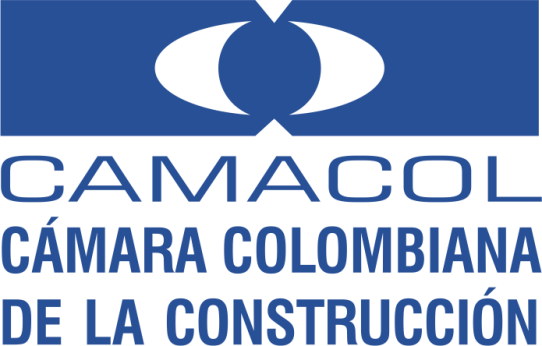 CAMACOL
CÁMARA COLOMBIANA
DE LA CONSTRUCCIÓN